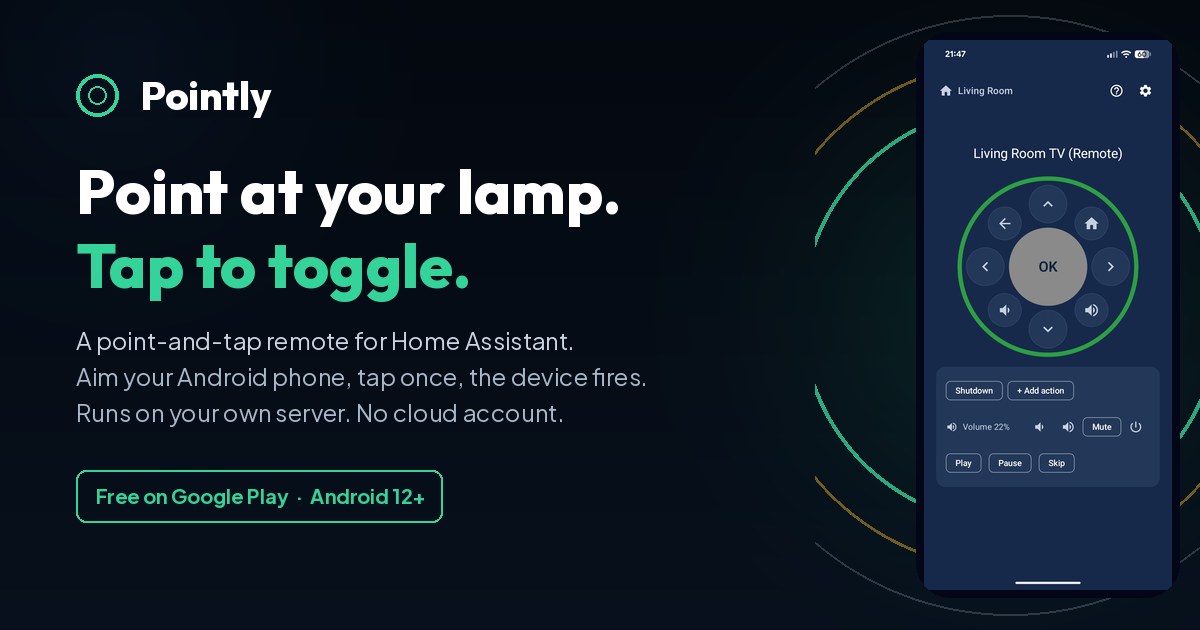 Pointly
Point at your lamp.
Tap to toggle.
A point-and-tap remote for Home Assistant.
Aim your Android phone, tap once, the device fires.
Runs on your own server. No cloud account.
Free on Google Play · Android 12+
21:47
60
Living Room
Living Room TV (Remote)
OK
Shutdown
+ Add action
Volume 22%
Mute
Play
Pause
Skip